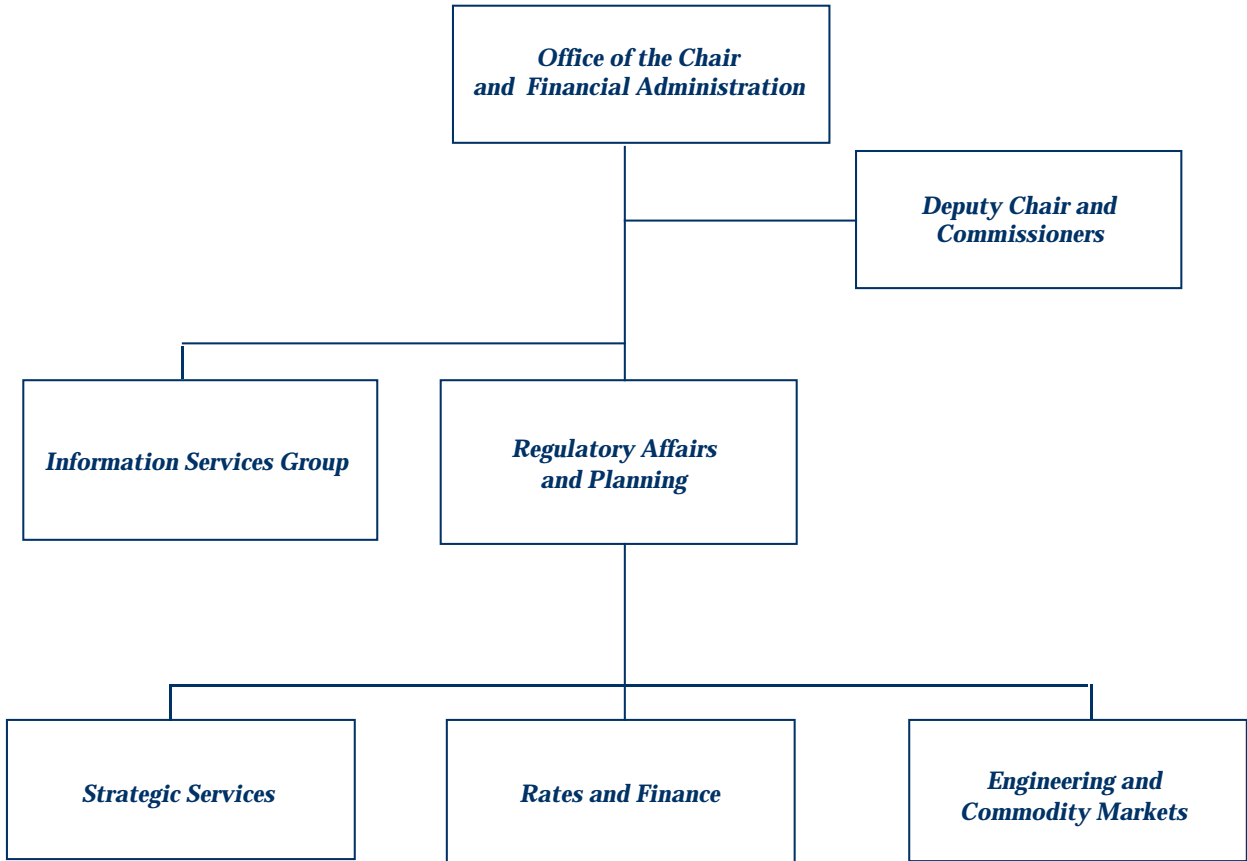 Office of the Chair
and Financial Administration
Deputy Chair and
Commissioners
Information Services Group
Regulatory Affairs
and Planning
Strategic Services
Rates and Finance
Engineering and
Commodity Markets